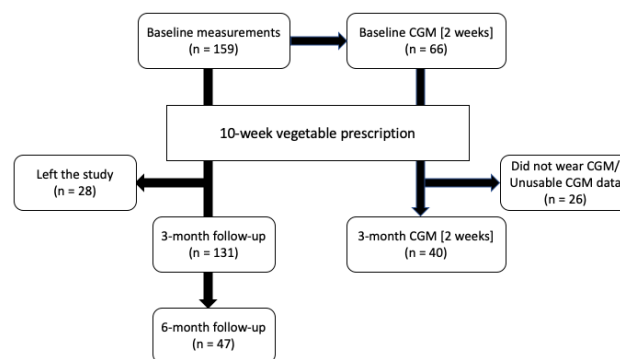 Baseline measurements
(n = 159)
Baseline CGM [2 weeks]
(n = 66)
10-week vegetable prescription
Left the study
(n = 28)
Did not wear CGM/
Unusable CGM data
(n = 26)
3-month follow-up
(n = 131)
3-month CGM [2 weeks]
(n = 40)
6-month follow-up
(n = 47)